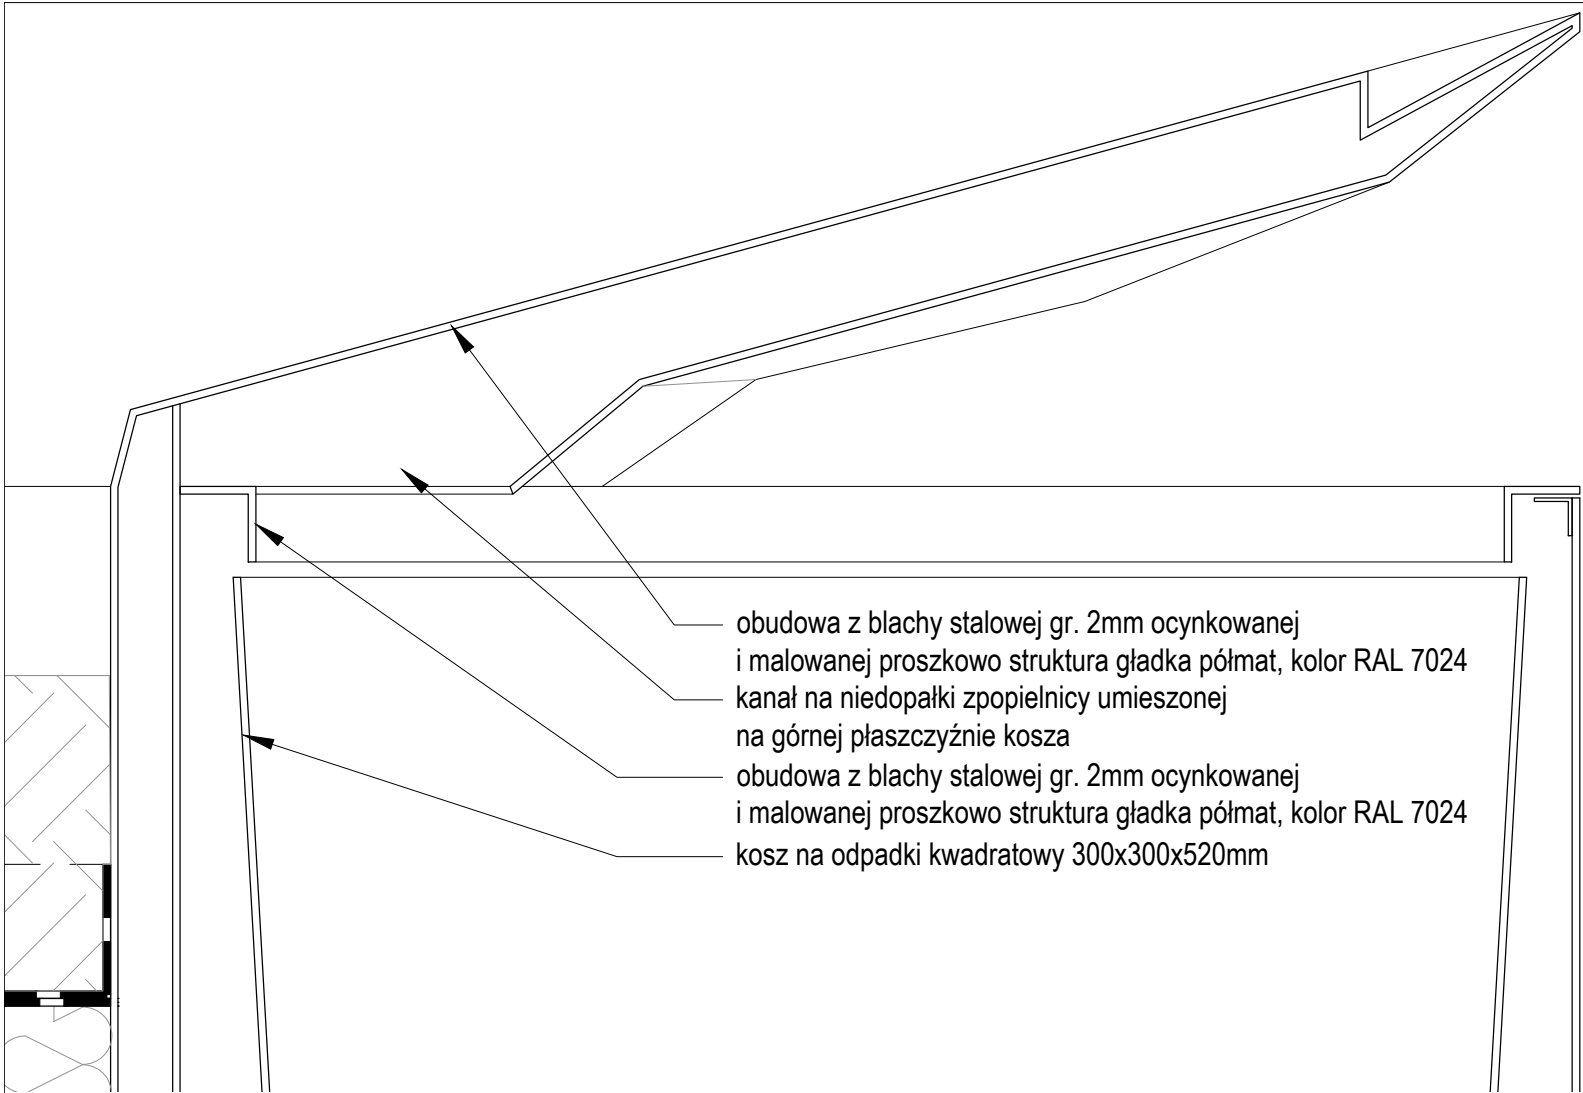 obudowa z blachy stalowej gr. 2mm ocynkowanej
i malowanej proszkowo struktura gładka półmat, kolor RAL 7024
kanał na niedopałki zpopielnicy umieszonej
na górnej płaszczyźnie kosza
obudowa z blachy stalowej gr. 2mm ocynkowanej
i malowanej proszkowo struktura gładka półmat, kolor RAL 7024
kosz na odpadki kwadratowy 300x300x520mm